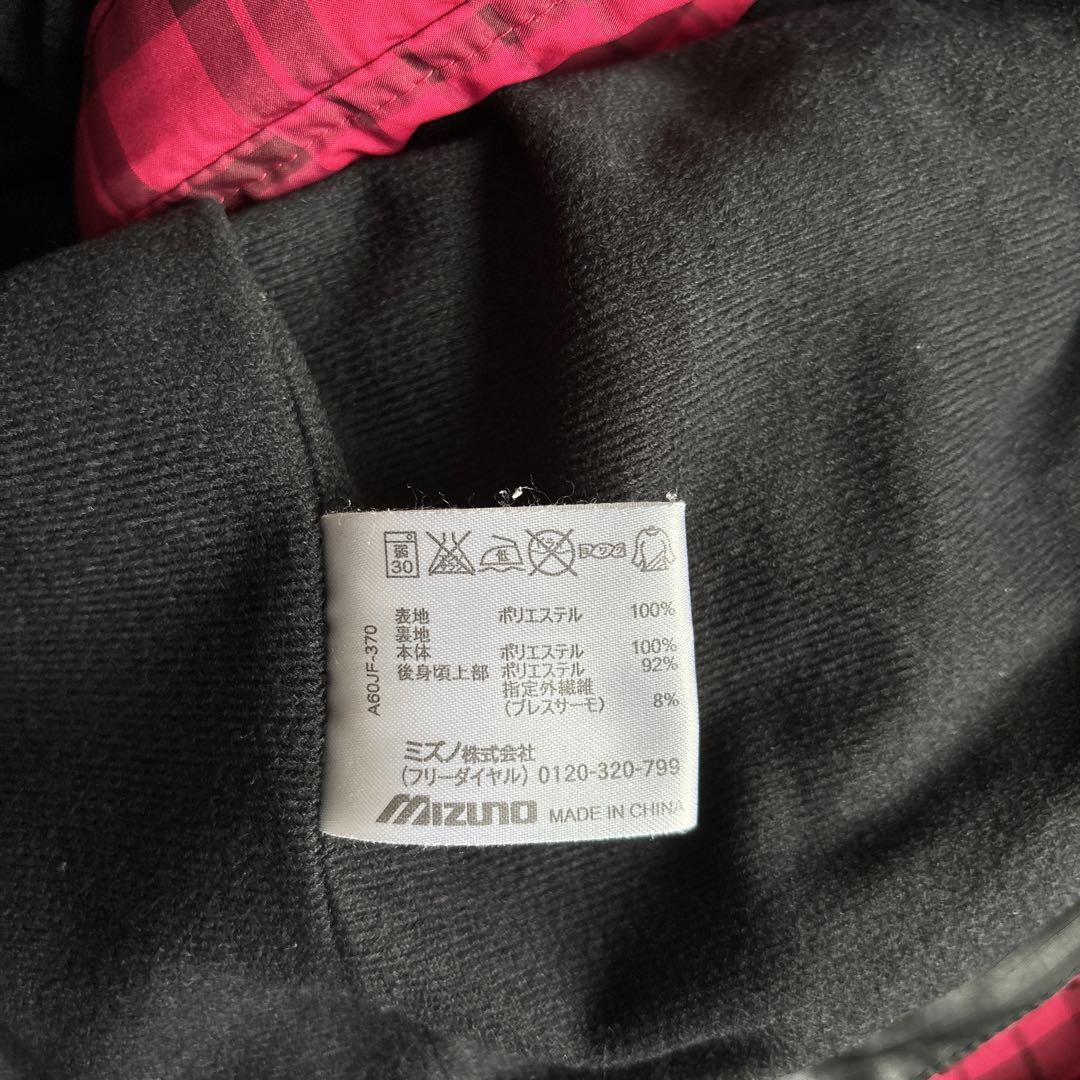 弱
30
低
表地 ポリエステル 100%
裏地
本体 ポリエステル 100%
後身頃上部 ポリエステル 92%
指定外繊維
(ブレスサーモ) 8%
A60JF-370
ミズノ株式会社
(フリーダイヤル) 0120-320-799
MIZUNO MADE IN CHINA